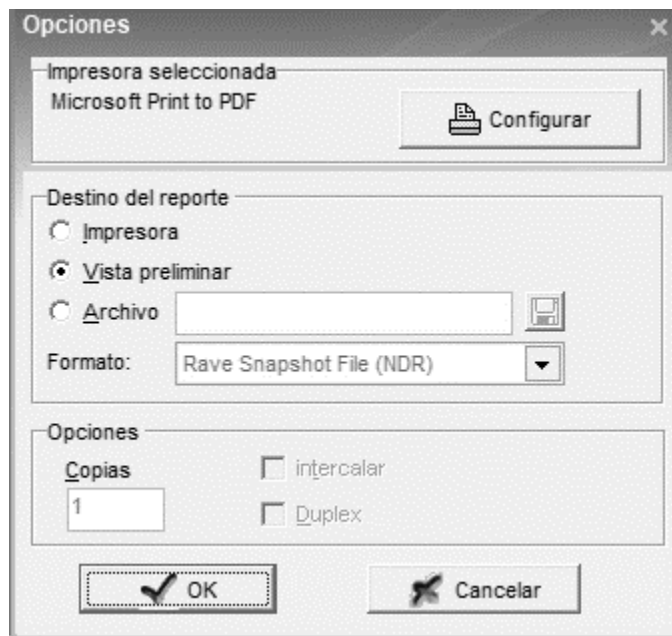 Opciones
Impresora seleccionada
Microsoft Print to PDF
Configurar
Destino del reporte
Impresora
Vista preliminar
Archivo
Formato: Rave Snapshot File (NDR)
Opciones
Copias
intercalar
1
Duplex
OK Cancelar